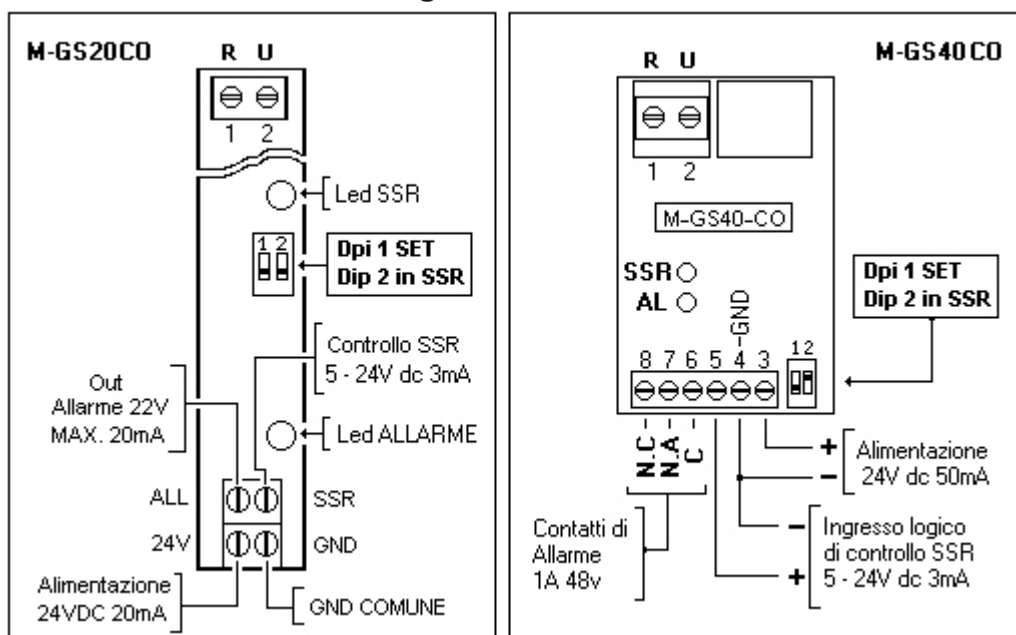 M-GS20CO
R U
1 2
Led SSR
1 2
Dpi 1 SET
Dip 2 in SSR
Controllo SSR
5 - 24V dc 3mA
Out
Allarme 22V
MAX. 20mA
Led ALLARME
ALL
SSR
24V
GND
Alimentazione
24VDC 20mA
GND COMUNE
M-GS40CO
R U
1 2
M-GS40-CO
SSR
AL
Dpi 1 SET
Dip 2 in SSR
-GND
8 7 6 5 4 3
12
N.C-
N.A-
C-
+
-
Alimentazione
24V dc 50mA
Contatti di
Allarme
1A 48v
-
+
Ingresso logico
di controllo SSR
5 - 24V dc 3mA